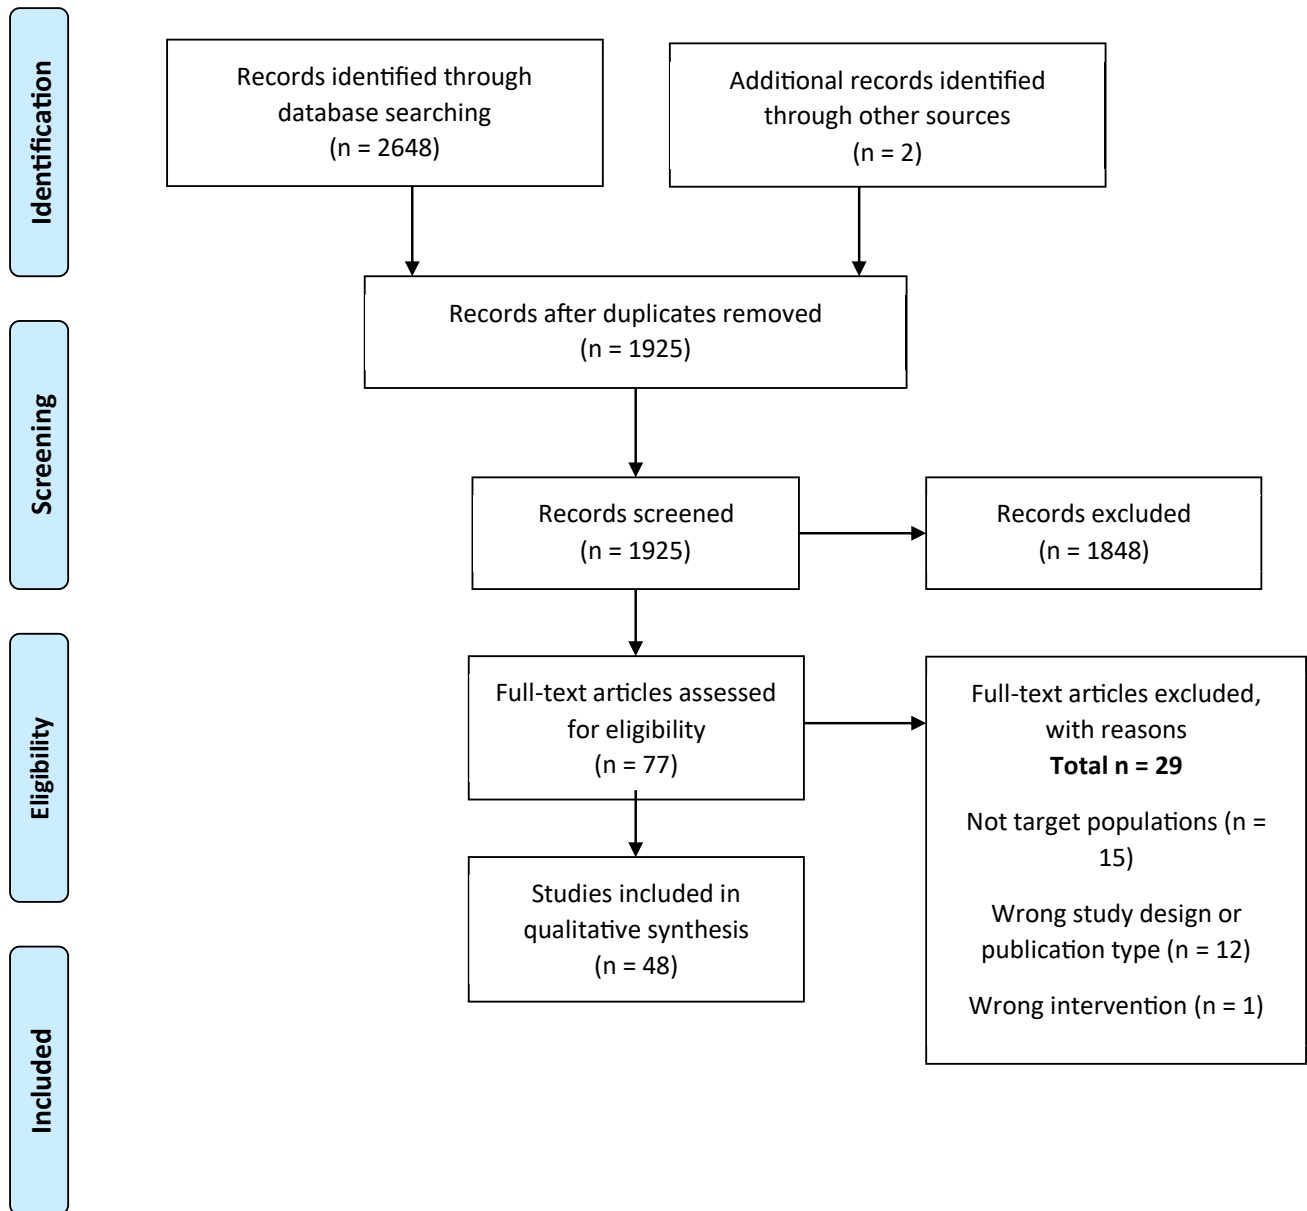 Identification
Records identified through
database searching
(n = 2648)
Additional records identified
through other sources
(n = 2)
Records after duplicates removed
(n = 1925)
Screening
Records screened
(n = 1925)
Records excluded
(n = 1848)
Eligibility
Full-text articles assessed
for eligibility
(n = 77)
Full-text articles excluded,
with reasons
Total n = 29
Not target populations (n =
15)
Wrong study design or
publication type (n = 12)
Wrong intervention (n = 1)
Studies included in
qualitative synthesis
(n = 48)
Included